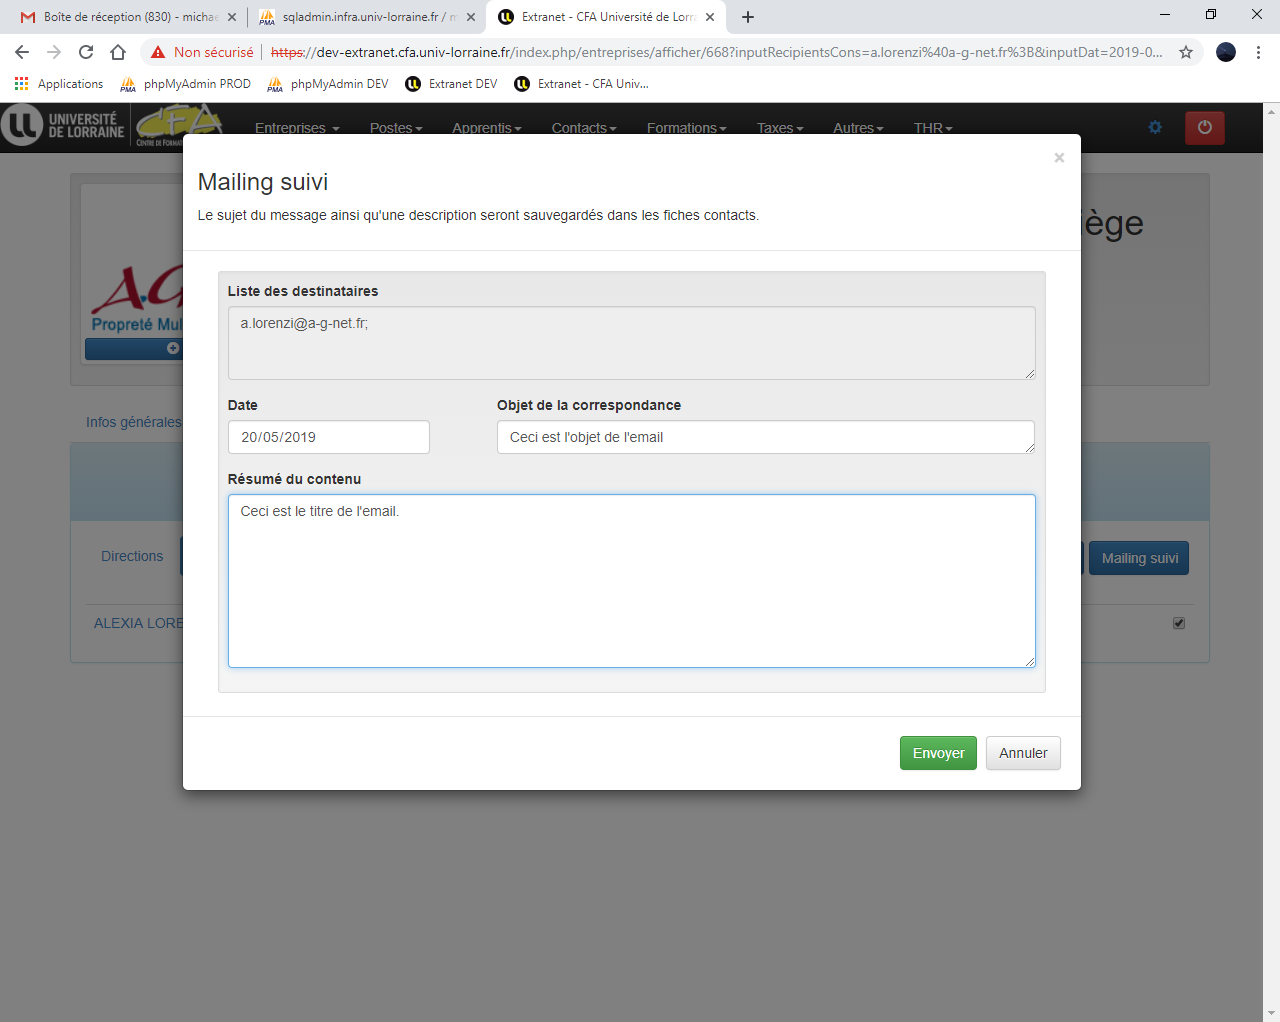 Boîte de réception (830) - michae
sqladmin.infra.univ-lorraine.fr / m
Extranet - CFA Université de Lorr
Non sécurisé
https://dev-extranet.cfa.univ-lorraine.fr/index.php/entreprises/afficher/668?inputRecipientsCons=a.lorenzi%40a-g-net.fr%3B&inputDat=2019-0...
Applications
phpMyAdmin PROD
phpMyAdmin DEV
Extranet DEV
Extranet - CFA Univ...
UNIVERSITÉ
DE LORRAINE
CFA
CENTRE DE FORMAT
Entreprises
Postes
Apprentis
Contacts
Formations
Taxes
Autres
THR
Mailing suivi
×
Le sujet du message ainsi qu'une description seront sauvegardés dans les fiches contacts.
iège
A.G
Propreté Mul
Liste des destinataires
a.lorenzi@a-g-net.fr;
Date
Objet de la correspondance
20/05/2019
Ceci est l'objet de l'email
Infos générales
Résumé du contenu
Ceci est le titre de l'email.
Directions
Mailing suivi
ALEXIA LORE
Envoyer
Annuler